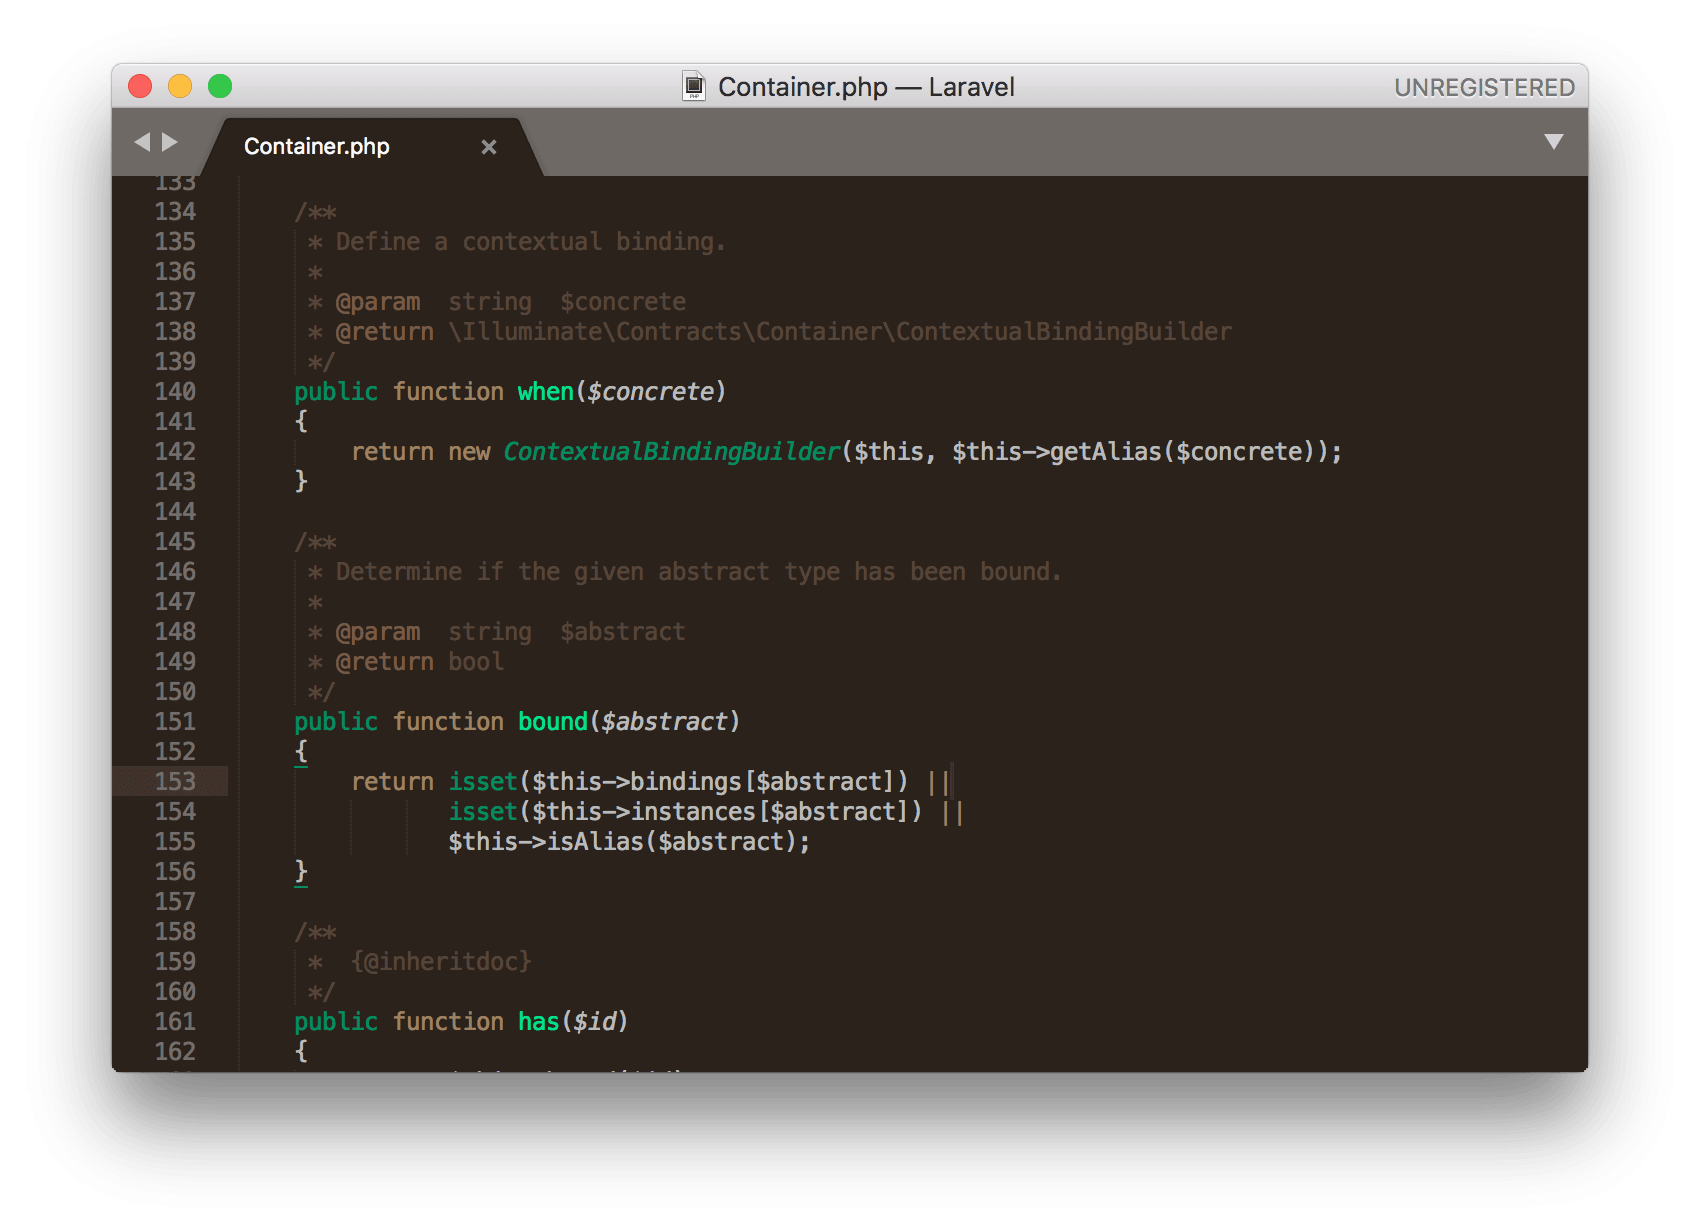 Container.php — Laravel
UNREGISTERED
Container.php
133
134 /**
135 * Define a contextual binding.
136 *
137 * @param  string  $concrete
138 * @return \Illuminate\Contracts\Container\ContextualBindingBuilder
139 */
140 public function when($concrete)
141 {
142 return new ContextualBindingBuilder($this, $this->getAlias($concrete));
143 }
144
145 /**
146 * Determine if the given abstract type has been bound.
147 *
148 * @param  string  $abstract
149 * @return bool
150 */
151 public function bound($abstract)
152 {
153 return isset($this->bindings[$abstract]) ||
154 isset($this->instances[$abstract]) ||
155 $this->isAlias($abstract);
156 }
157
158 /**
159 *  {@inheritdoc}
160 */
161 public function has($id)
162 {